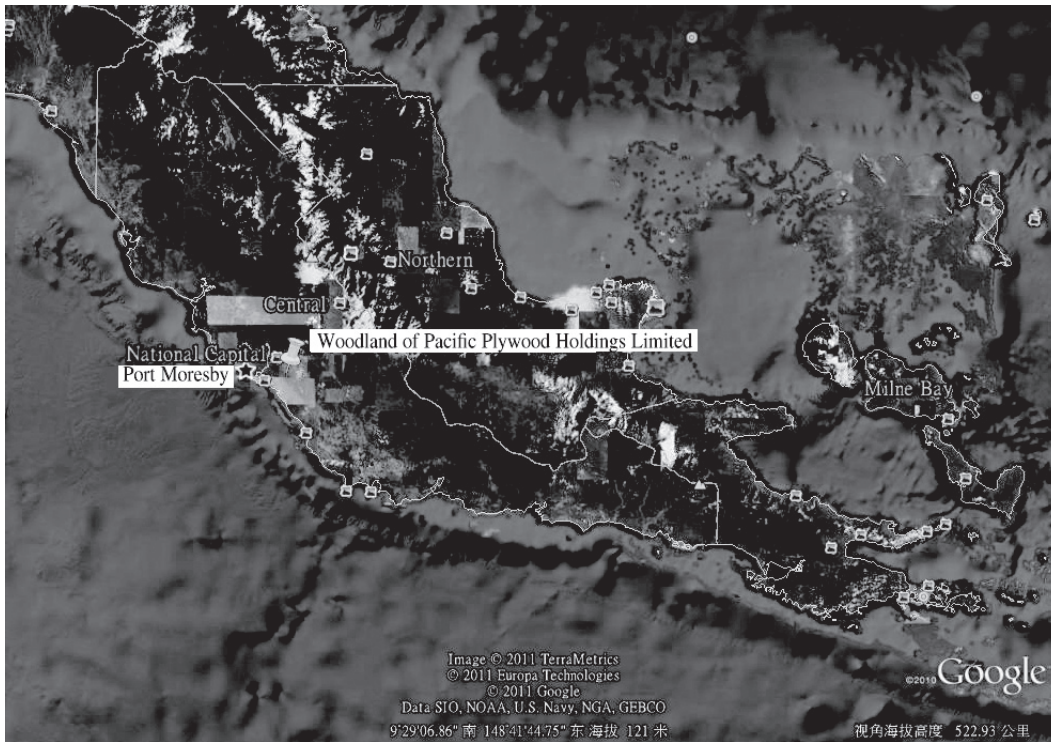 Northern
Central
Woodland of Pacific Plywood Holdings Limited
National Capital
Port Moresby
Milne Bay
Image © 2011 TerraMetrics
© 2011 Europa Technologies
© 2011 Google
Data SIO, NOAA, U.S. Navy, NGA, GEBCO
©2010 Google
9°29'06.86" 南 148°41'44.75" 东 海拔 121 米
视角海拔高度 522.93 公里